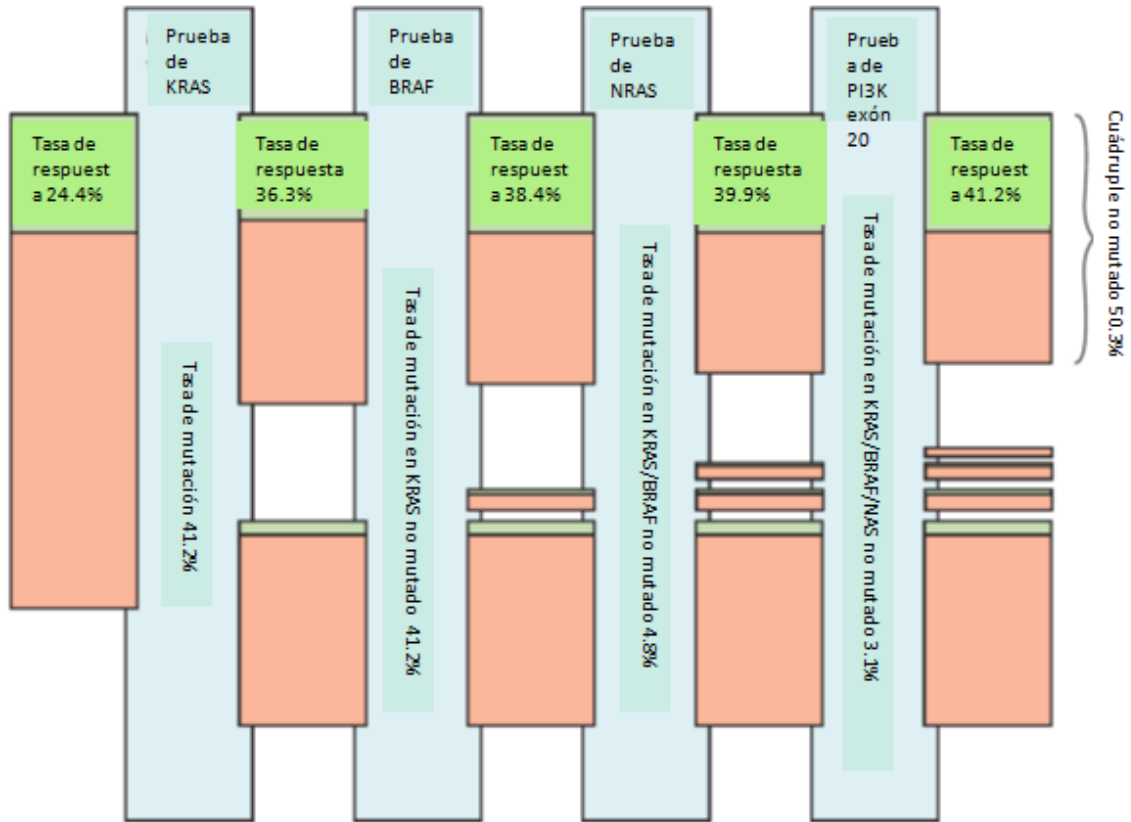 Prueba
de
KRAS
Prueba
de
BRAF
Prueba
de
NRAS
Prueb
a de
PI3K
exón
20
Tasa de
respuest
a 24.4%
Tasa de
respuesta
36.3%
Tasa de
respuest
a 38.4%
Tasa de
respuesta
39.9%
Tasa de
respuest
a 41.2%
Tasa de mutación 41.2%
Tasa de mutación en KRAS no mutado 41.2%
Tasa de mutación en KRAS/BRAF no mutado 4.8%
Tasa de mutación en KRAS/BRAF/NAS no mutado 3.1%
Cuádruple no mutado 50.3%